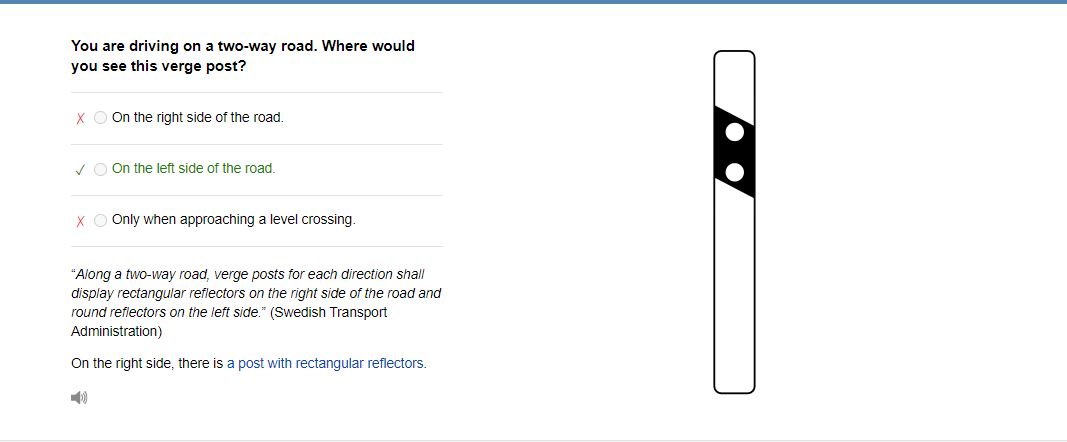 You are driving on a two-way road. Where would
you see this verge post?
On the right side of the road.
On the left side of the road.
Only when approaching a level crossing.
“Along a two-way road, verge posts for each direction shall
display rectangular reflectors on the right side of the road and
round reflectors on the left side.” (Swedish Transport
Administration)
On the right side, there is a post with rectangular reflectors.